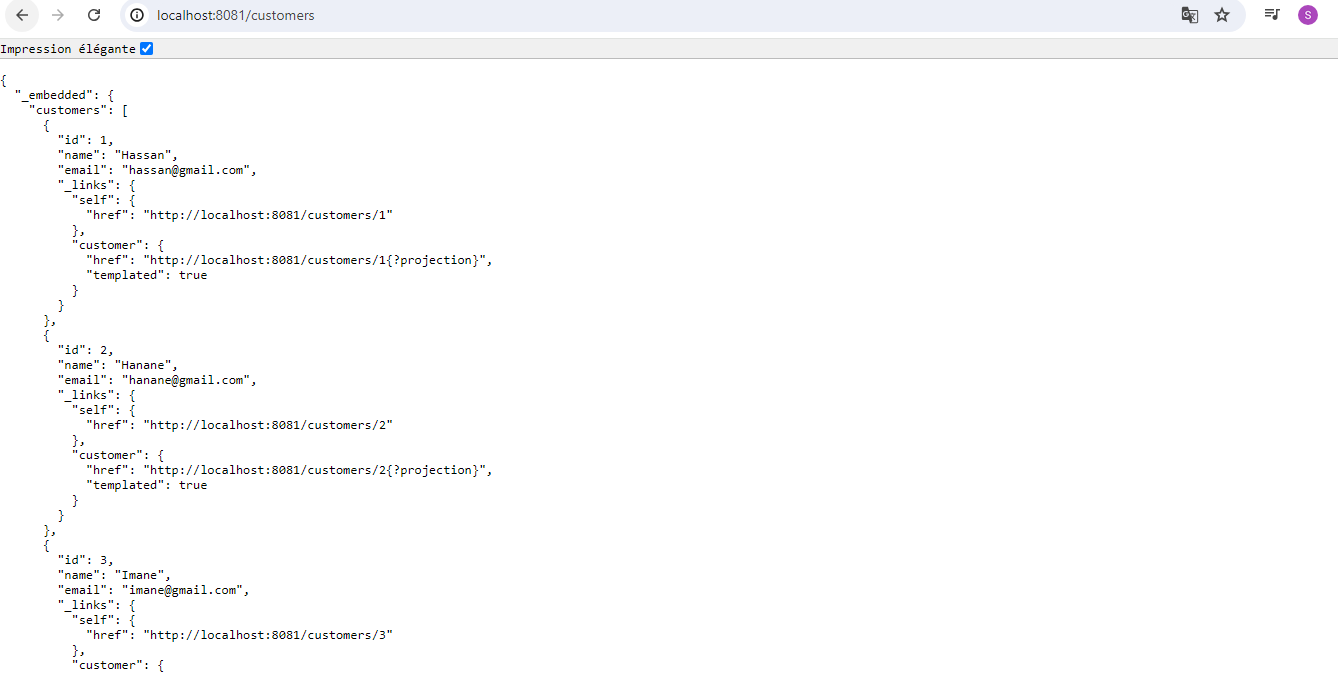 localhost:8081/customers
S
Impression élégante
{
  "_embedded": {
    "customers": [
      {
        "id": 1,
        "name": "Hassan",
        "email": "hassan@gmail.com",
        "_links": {
          "self": {
            "href": "http://localhost:8081/customers/1"
          },
          "customer": {
            "href": "http://localhost:8081/customers/1{?projection}",
            "templated": true
          }
        }
      },
      {
        "id": 2,
        "name": "Hanane",
        "email": "hanane@gmail.com",
        "_links": {
          "self": {
            "href": "http://localhost:8081/customers/2"
          },
          "customer": {
            "href": "http://localhost:8081/customers/2{?projection}",
            "templated": true
          }
        }
      },
      {
        "id": 3,
        "name": "Imane",
        "email": "imane@gmail.com",
        "_links": {
          "self": {
            "href": "http://localhost:8081/customers/3"
          },
          "customer": {